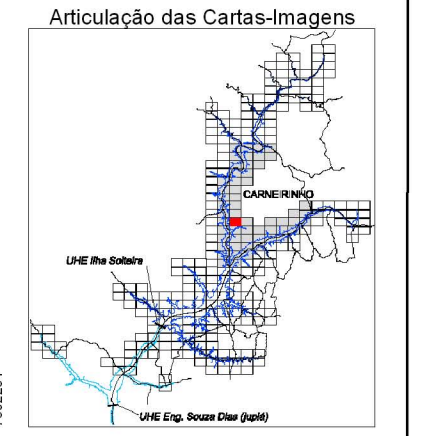 Articulação das Cartas-Imagens
CARNEIRINHO
UHE Ilha Solteira
UHE Eng. Souza Dias (jupiá)